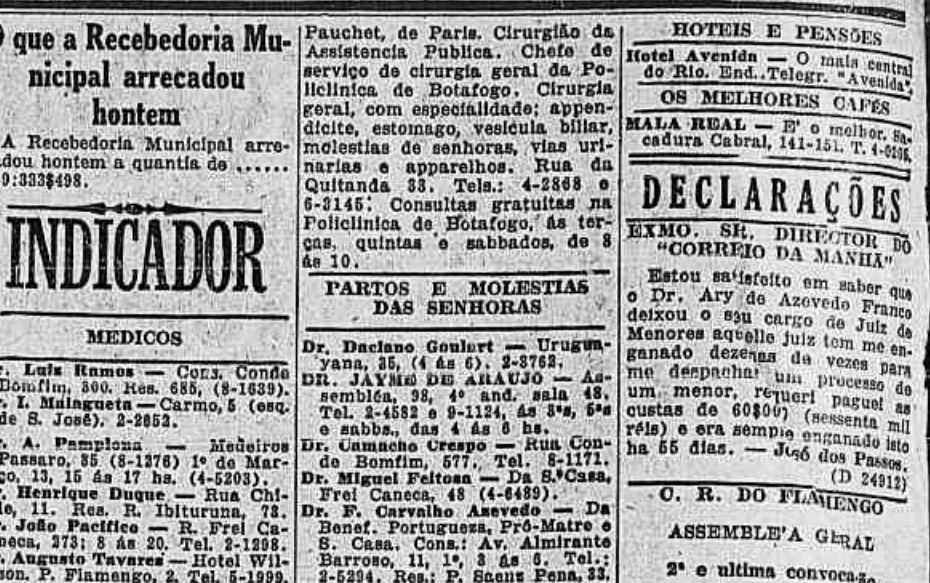 que a Recebedoria Mu-
nicipal arrecadou
hontem
A Recebedoria Municipal arre-
dou hontem a quantia de ......
9:333$498.
INDICADOR
MEDICOS
Luiz Ramos — Cons. Conde
Bomfim, 300. Res. 685, (8-1639).
I. Malagueta — Carmo, 5 (esq.
de S. José). 2-2652.
A. Pamplona — Medeiros
Passaro, 35 (8-1276) 1º de Mar-
ço, 13, 15 ás 17 hs. (4-5203).
Henrique Duque — Rua Chi-
le, 11. Res. R. Ibituruna, 73.
João Pacifico — R. Frei Ca-
neca, 273; 8 ás 20. Tel. 2-1298.
Augusto Tavares — Hotel Wil-
son. P. Flamengo, 2. Tel. 5-1999.
Pauchet, de Paris. Cirurgião da
Assistencia Publica. Chefe de
serviço de cirurgia geral da Po-
liclinica de Botafogo. Cirurgia
geral, com especialidade; appen-
dicite, estomago, vesicula biliar,
molestias de senhoras, vias uri-
narias e apparelhos. Rua da
Quitanda 33. Tels.: 4-2868 e
6-3145: Consultas gratuitas na
Policlinica de Botafogo, ás ter-
ças, quintas e sabbados, de 8
ás 10.
PARTOS E MOLESTIAS
DAS SENHORAS
Dr. Daciano Goulart — Urugua-
yana, 35, (4 ás 6). 2-3763.
DR. JAYME DE ARAUJO — As-
sembléa, 98, 4º and. sala 48.
Tel. 2-4582 e 9-1124, ás 3ªs, 5ªs
e sabbs., das 4 ás 6 hs.
Dr. Camacho Crespo — Rua Con-
de Bomfim, 577. Tel. 8-1171.
Dr. Miguel Feitosa — Da S.ª Casa,
Frei Caneca, 48 (4-6489).
Dr. F. Carvalho Azevedo — Da
Benef. Portugueza, Pró-Matre e
S. Casa. Cons.: Av. Almirante
Barroso, 11, 1º, 3 ás 6. Tel.:
2-5294. Res.: P. Saenz Pena, 33.
HOTEIS E PENSÕES
Hotel Avenida — O mais central
do Rio. End. Telegr. "Avenida",
OS MELHORES CAFÉS
MALA REAL — E' o melhor. Sa-
cadura Cabral, 141-151. T. 4-0205.
DECLARAÇÕES
EXMO. SR. DIRECTOR DO
"CORREIO DA MANHÃ"
Estou satisfeito em saber que
o Dr. Ary de Azevedo Franco
deixou o seu cargo de Juiz de
Menores aquelle juiz tem me en-
ganado dezenas de vezes para
me despachar um processo de
um menor, requeri paguei as
custas de 60$000 (sessenta mil
réis) e era sempre enganado isto
ha 55 dias. — José dos Passos.
(D 24912)
C. R. DO FLAMENGO
ASSEMBLE'A GERAL
2ª e ultima convoca-